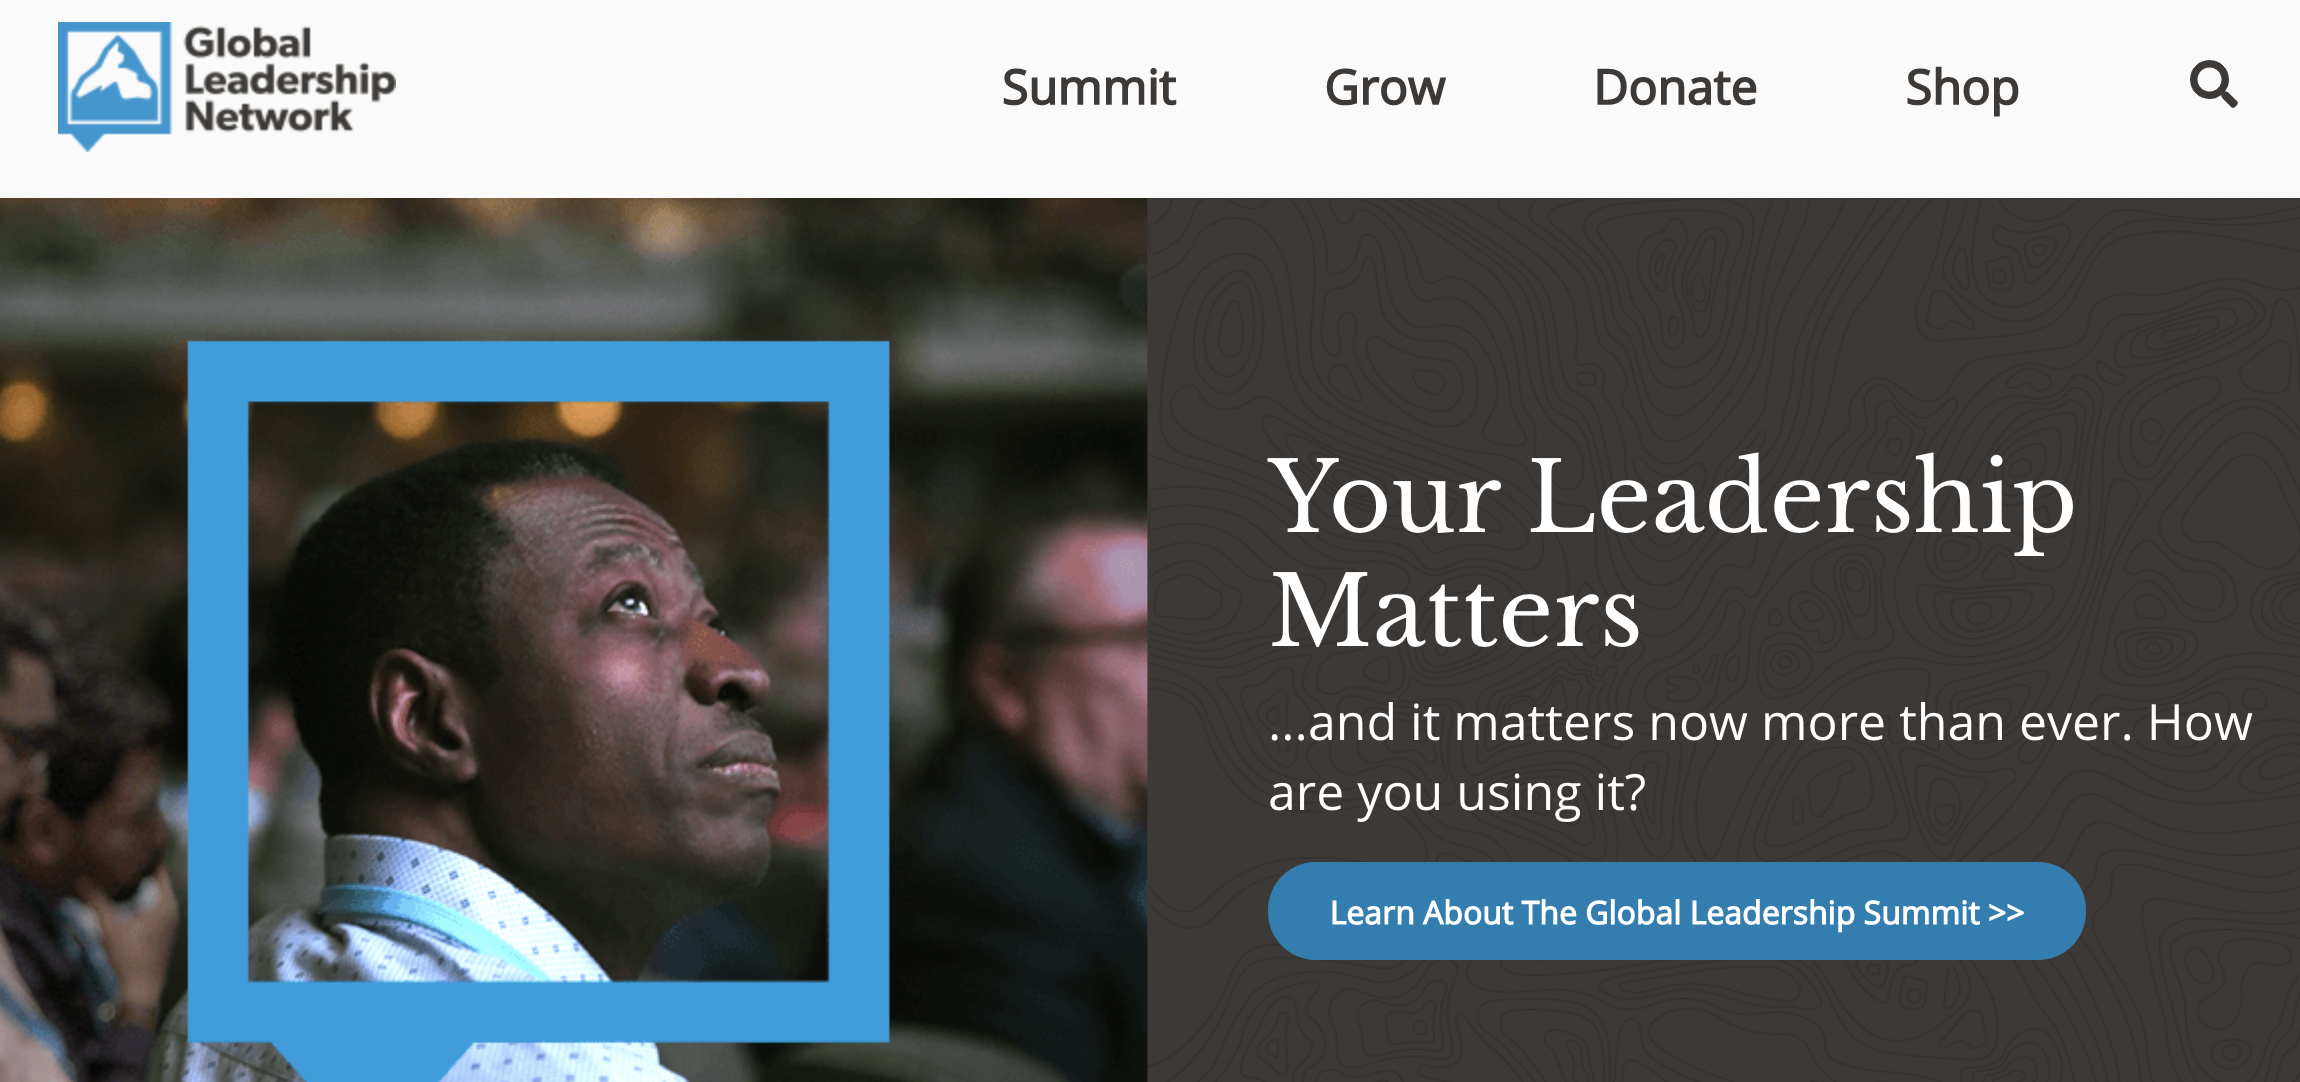 Global
Leadership
Network
Summit
Grow
Donate
Shop
Your Leadership
Matters
...and it matters now more than ever. How
are you using it?
Learn About The Global Leadership Summit >>